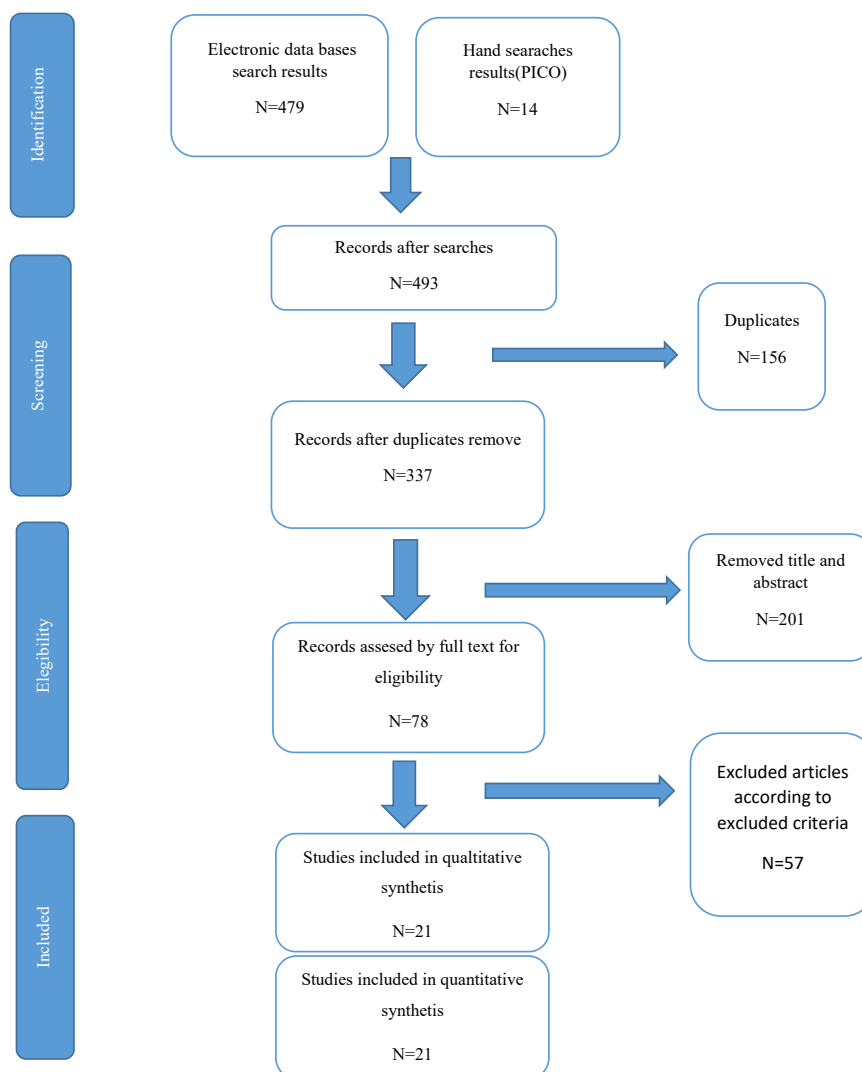 Identification
Electronic data bases
search results
N=479
Hand searaches
results(PICO)
N=14
Records after searches
N=493
Screening
Duplicates
N=156
Records after duplicates remove
N=337
Elegibility
Removed title and
abstract
N=201
Records assesed by full text for
eligibility
N=78
Excluded articles
according to
excluded criteria
N=57
Included
Studies included in qualtitative
synthetis
N=21
Studies included in quantitative
synthetis
N=21